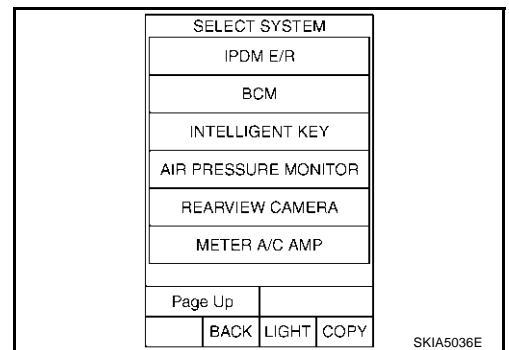 SELECT SYSTEM
IPDM E/R
BCM
INTELLIGENT KEY
AIR PRESSURE MONITOR
REARVIEW CAMERA
METER A/C AMP
Page Up
BACK LIGHT COPY
SKIA5036E